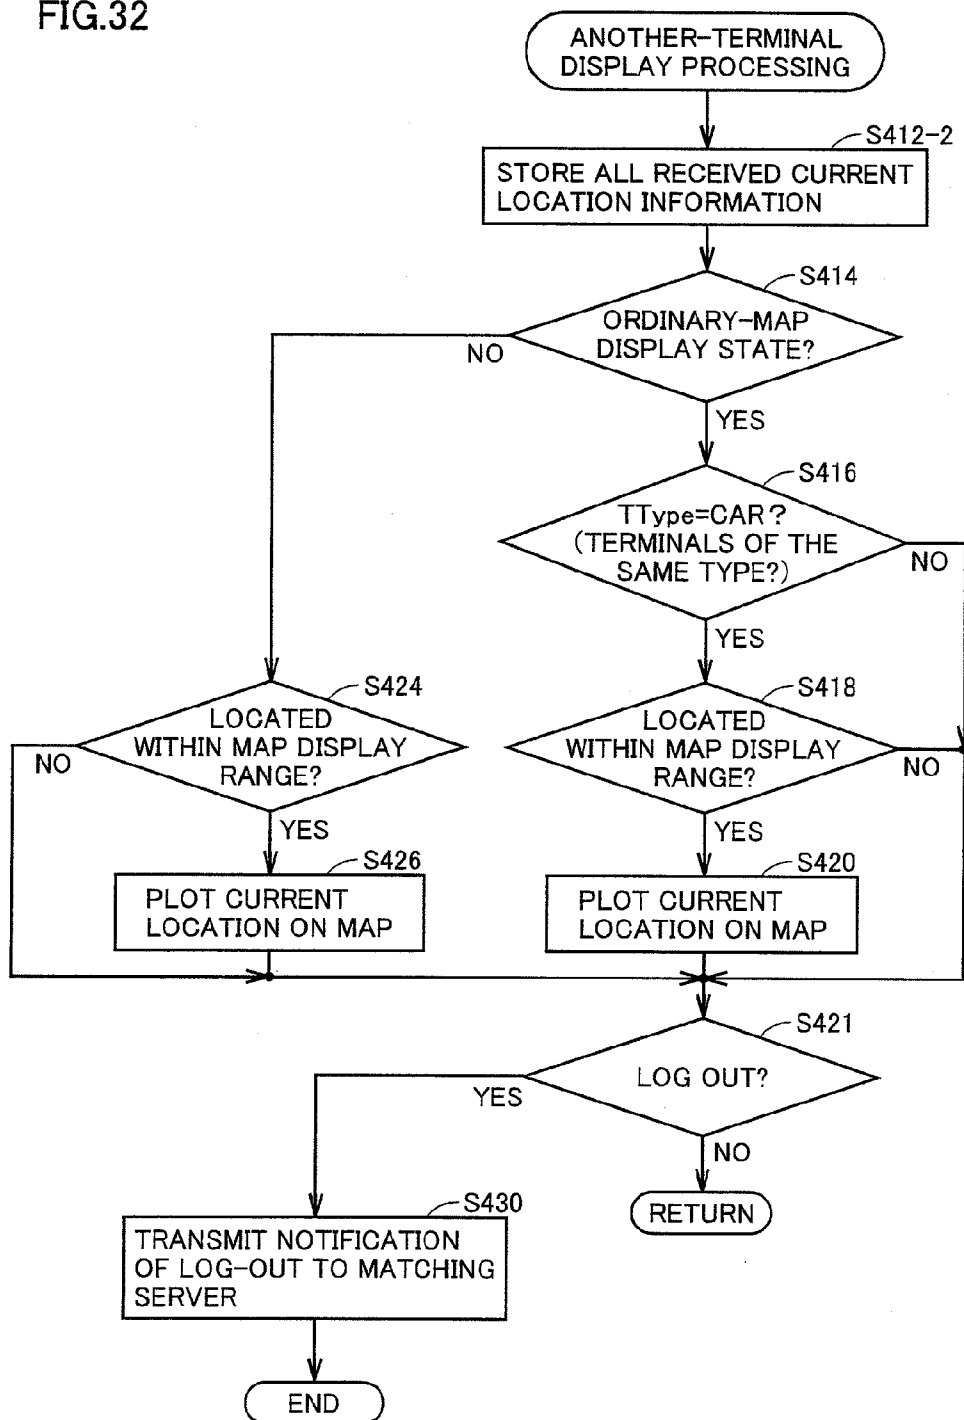 FIG.32
ANOTHER-TERMINAL
DISPLAY PROCESSING
S412-2
STORE ALL RECEIVED CURRENT
LOCATION INFORMATION
S414
ORDINARY-MAP
DISPLAY STATE?
NO
YES
S416
TType=CAR?
(TERMINALS OF THE
SAME TYPE?)
NO
YES
S424
LOCATED
WITHIN MAP DISPLAY
RANGE?
NO
YES
S418
LOCATED
WITHIN MAP DISPLAY
RANGE?
NO
YES
S426
PLOT CURRENT
LOCATION ON MAP
S420
PLOT CURRENT
LOCATION ON MAP
S421
LOG OUT?
YES
NO
RETURN
S430
TRANSMIT NOTIFICATION
OF LOG-OUT TO MATCHING
SERVER
END